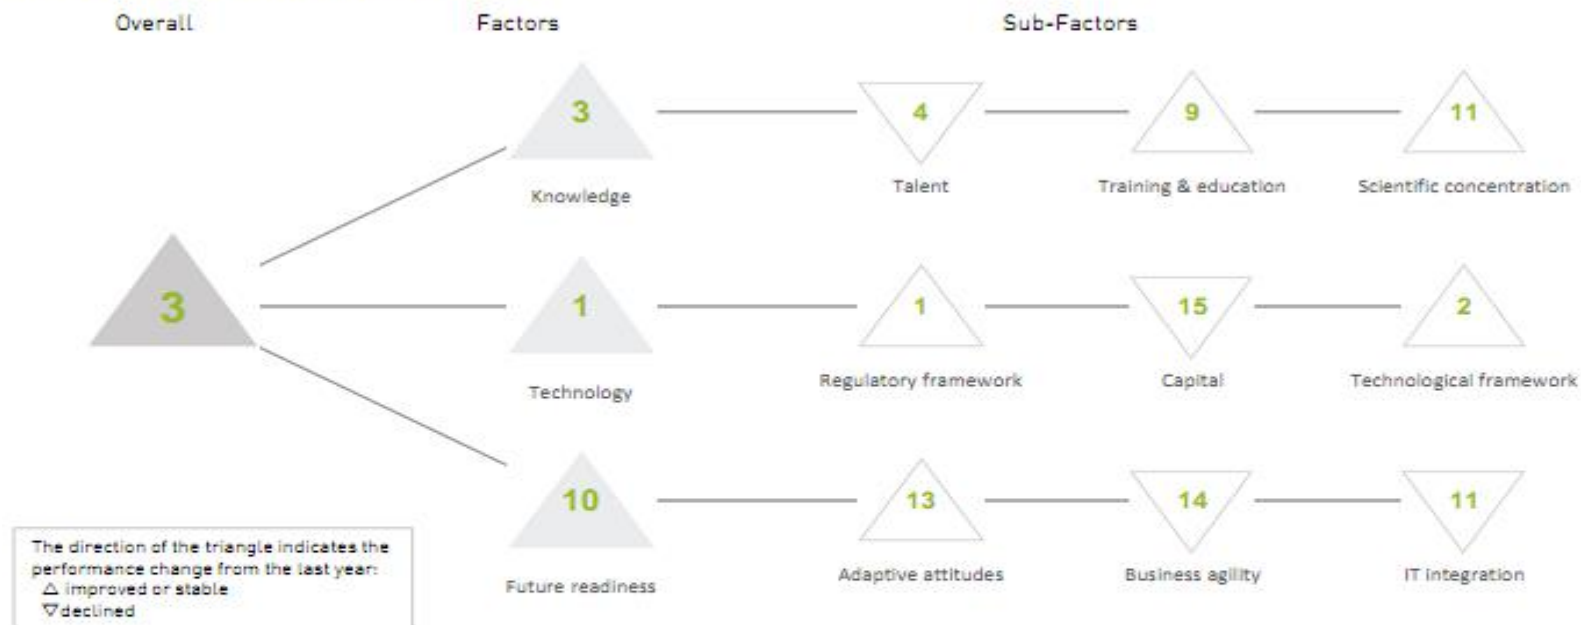 Overall Factors Sub-Factors
3 4 9 11
Knowledge Talent Training & education Scientific concentration
3 1 1 15 2
Technology Regulatory framework Capital Technological framework
10 13 14 11
Future readiness Adaptive attitudes Business agility IT integration
The direction of the triangle indicates the
performance change from the last year:
△ improved or stable
▽ declined